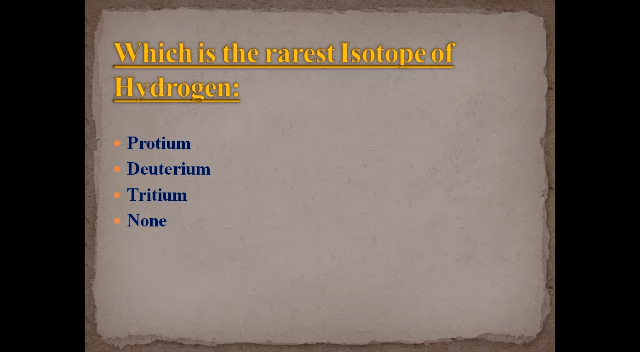 Which is the rarest Isotope of
Hydrogen:
Protium
Deuterium
Tritium
None